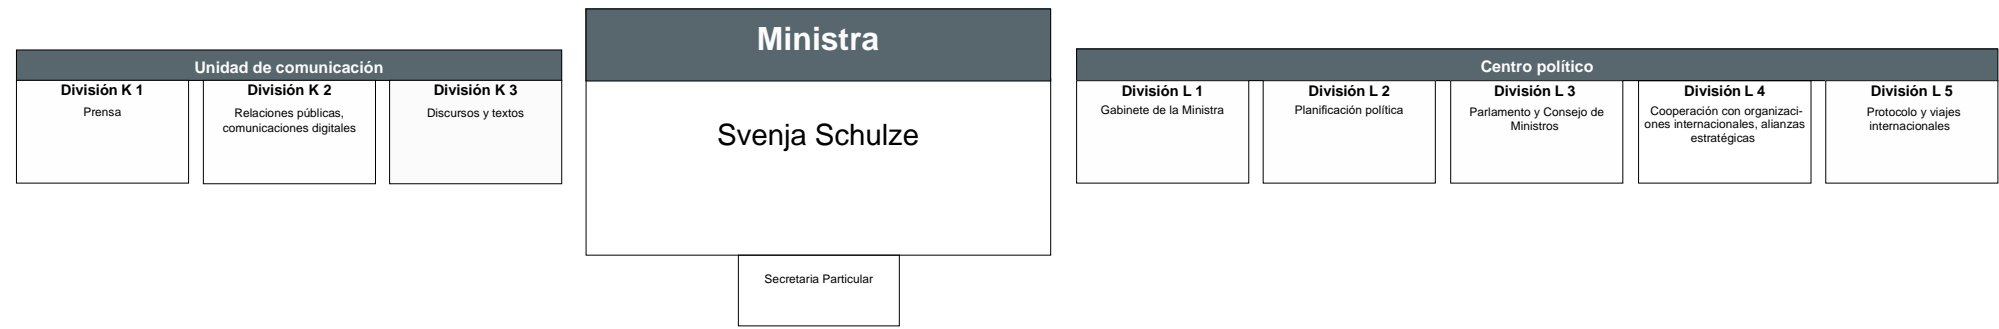 Unidad de comunicación
División K 1
Prensa
División K 2
Relaciones públicas,
comunicaciones digitales
División K 3
Discursos y textos
Ministra
Svenja Schulze
Secretaria Particular
Centro político
División L 1
Gabinete de la Ministra
División L 2
Planificación política
División L 3
Parlamento y Consejo de
Ministros
División L 4
Cooperación con organizaci-
ones internacionales, alianzas
estratégicas
División L 5
Protocolo y viajes
internacionales